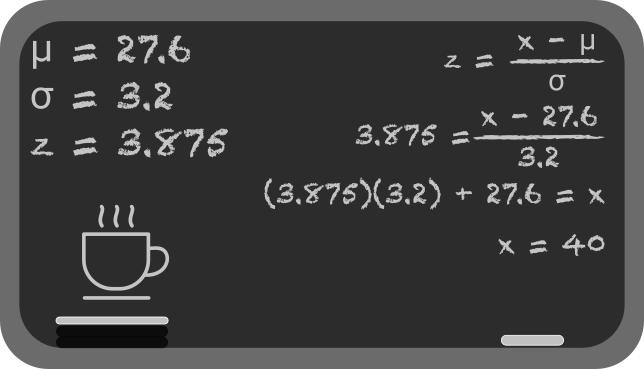 μ = 27.6
σ = 3.2
z = 3.875
z = (x − μ)/σ
3.875 = (x − 27.6)/3.2
(3.875)(3.2) + 27.6 = x
x = 40